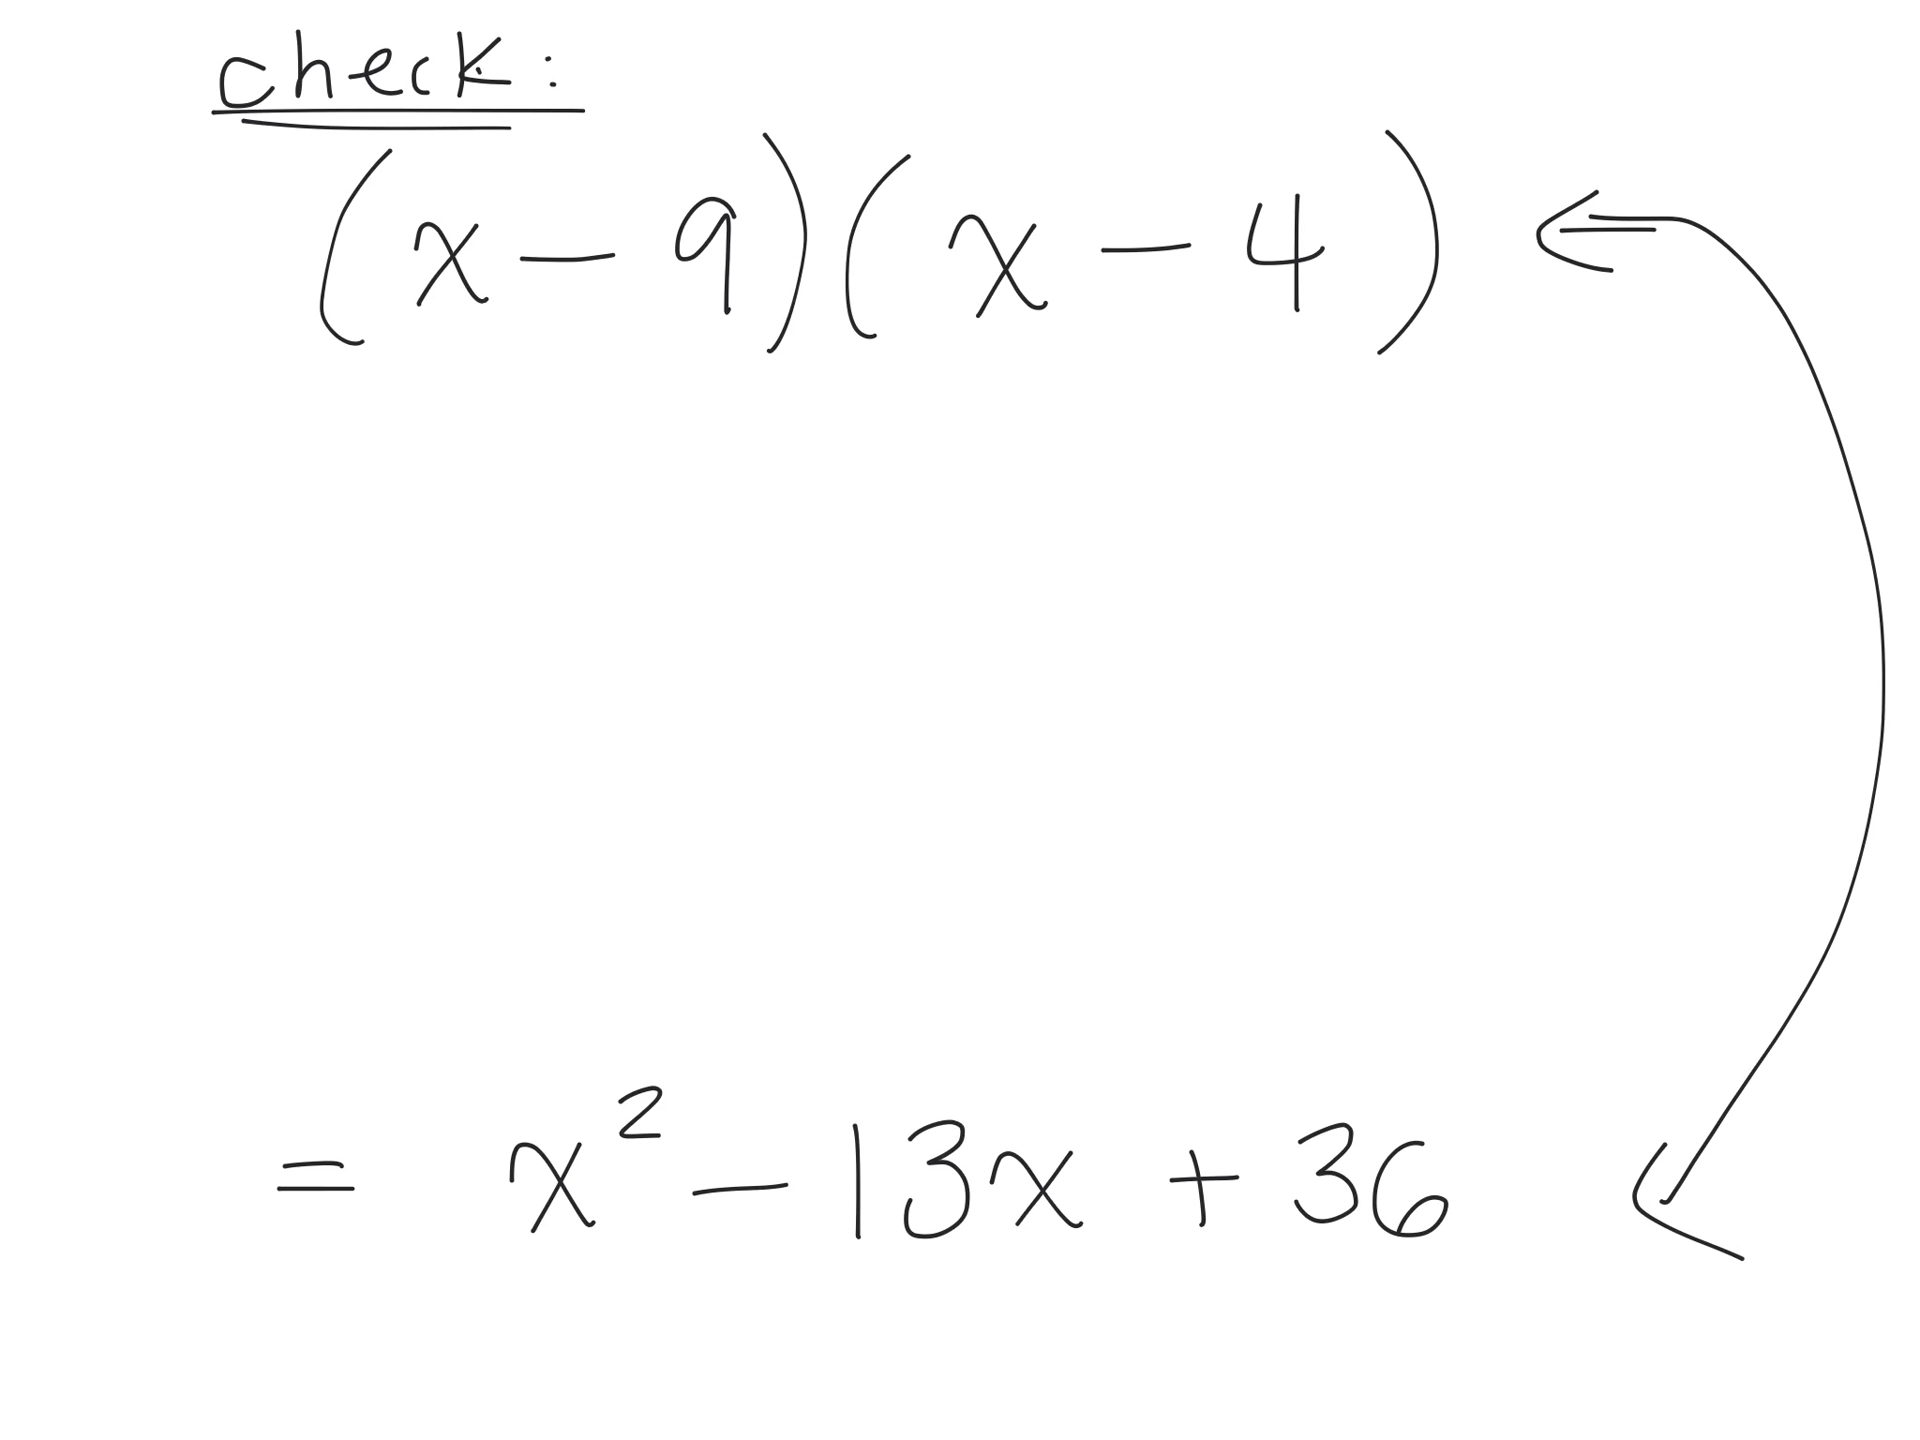 check:
(x - 9)(x - 4)
= x² - 13x + 36